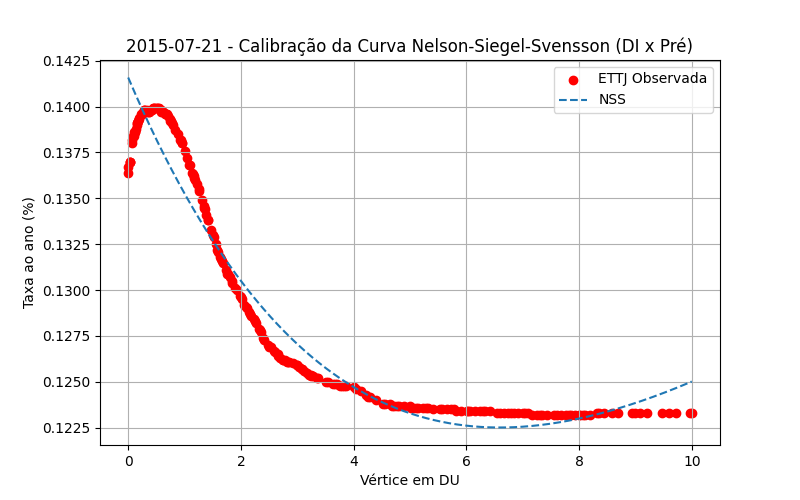 2015-07-21 - Calibração da Curva Nelson-Siegel-Svensson (DI x Pré)
ETTJ Observada
NSS
Taxa ao ano (%)
0.1425
0.1400
0.1375
0.1350
0.1325
0.1300
0.1275
0.1250
0.1225
0 2 4 6 8 10
Vértice em DU